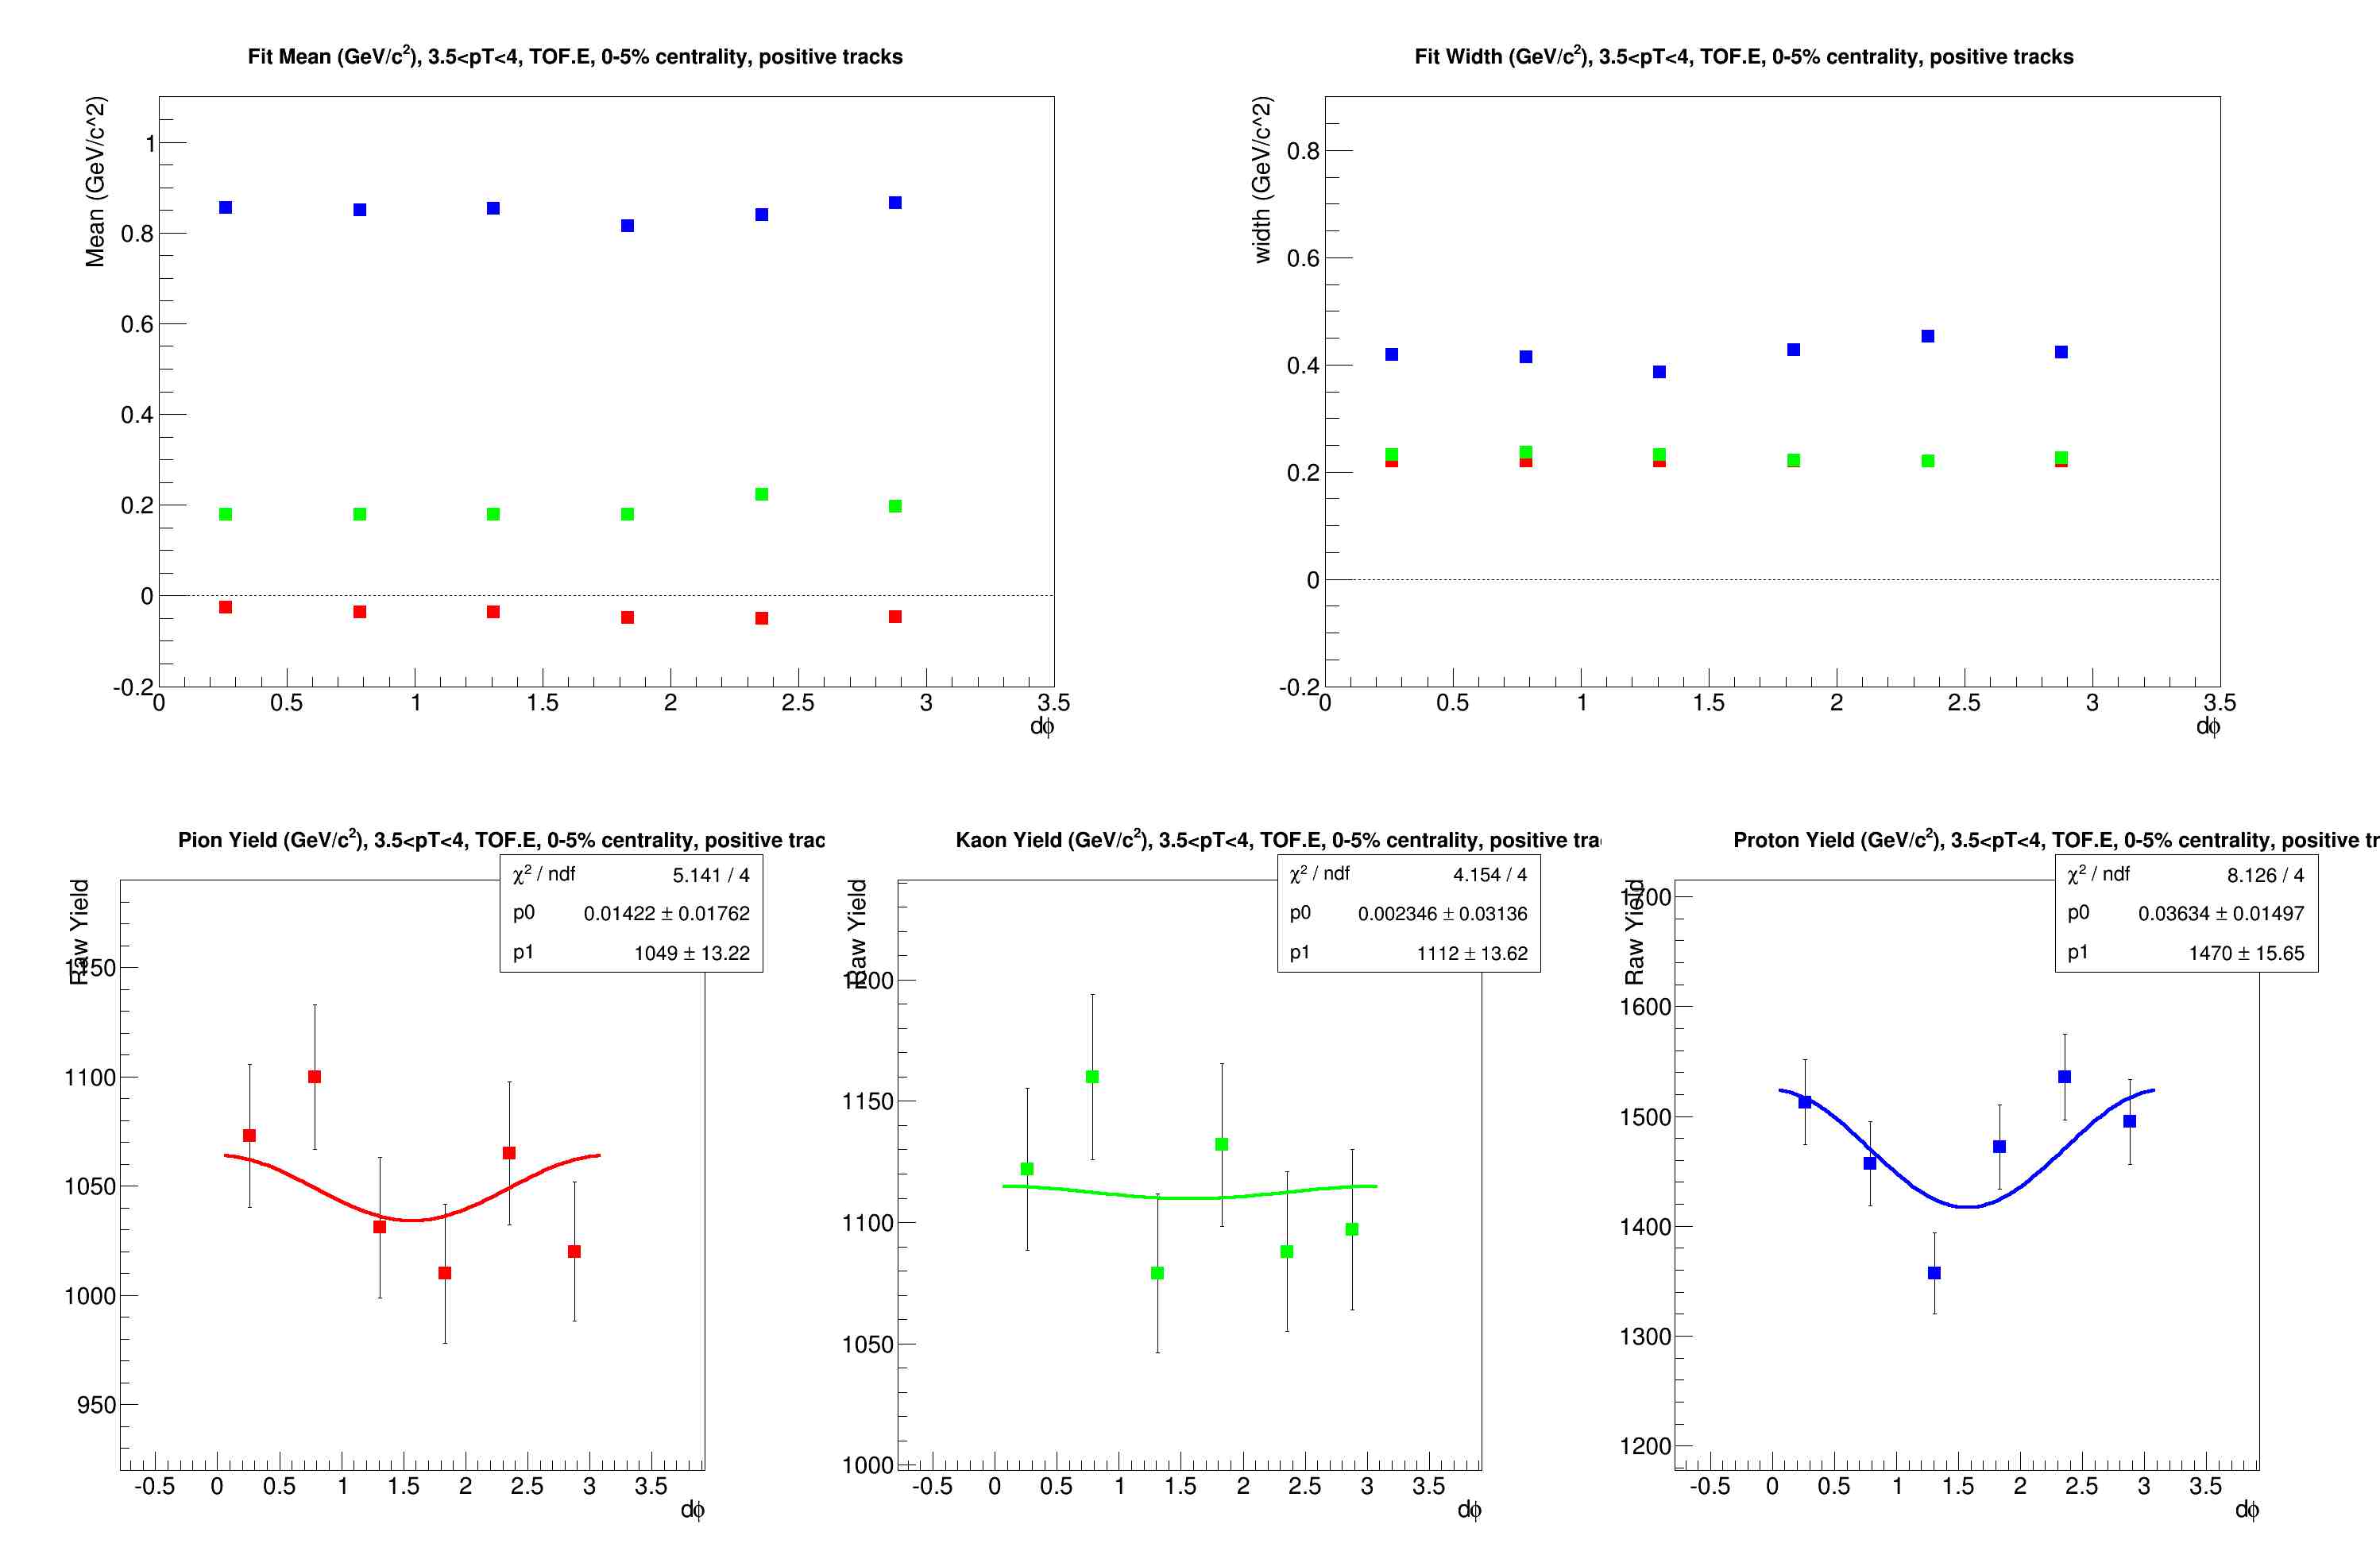 Fit Mean (GeV/c²), 3.5<pT<4, TOF.E, 0-5% centrality, positive tracks
Mean (GeV/c^2)
1
0.8
0.6
0.4
0.2
0
-0.2
0 0.5 1 1.5 2 2.5 3 3.5
dϕ
Fit Width (GeV/c²), 3.5<pT<4, TOF.E, 0-5% centrality, positive tracks
width (GeV/c^2)
0.8
0.6
0.4
0.2
0
-0.2
0 0.5 1 1.5 2 2.5 3 3.5
dϕ
Pion Yield (GeV/c²), 3.5<pT<4, TOF.E, 0-5% centrality, positive trac
χ² / ndf 5.141 / 4
p0 0.01422 ± 0.01762
p1 1049 ± 13.22
Raw Yield
1150
1100
1050
1000
950
-0.5 0 0.5 1 1.5 2 2.5 3 3.5
dϕ
Kaon Yield (GeV/c²), 3.5<pT<4, TOF.E, 0-5% centrality, positive tra
χ² / ndf 4.154 / 4
p0 0.002346 ± 0.03136
p1 1112 ± 13.62
Raw Yield
1200
1150
1100
1050
1000
-0.5 0 0.5 1 1.5 2 2.5 3 3.5
dϕ
Proton Yield (GeV/c²), 3.5<pT<4, TOF.E, 0-5% centrality, positive tr
χ² / ndf 8.126 / 4
p0 0.03634 ± 0.01497
p1 1470 ± 15.65
Raw Yield
1700
1600
1500
1400
1300
1200
-0.5 0 0.5 1 1.5 2 2.5 3 3.5
dϕ